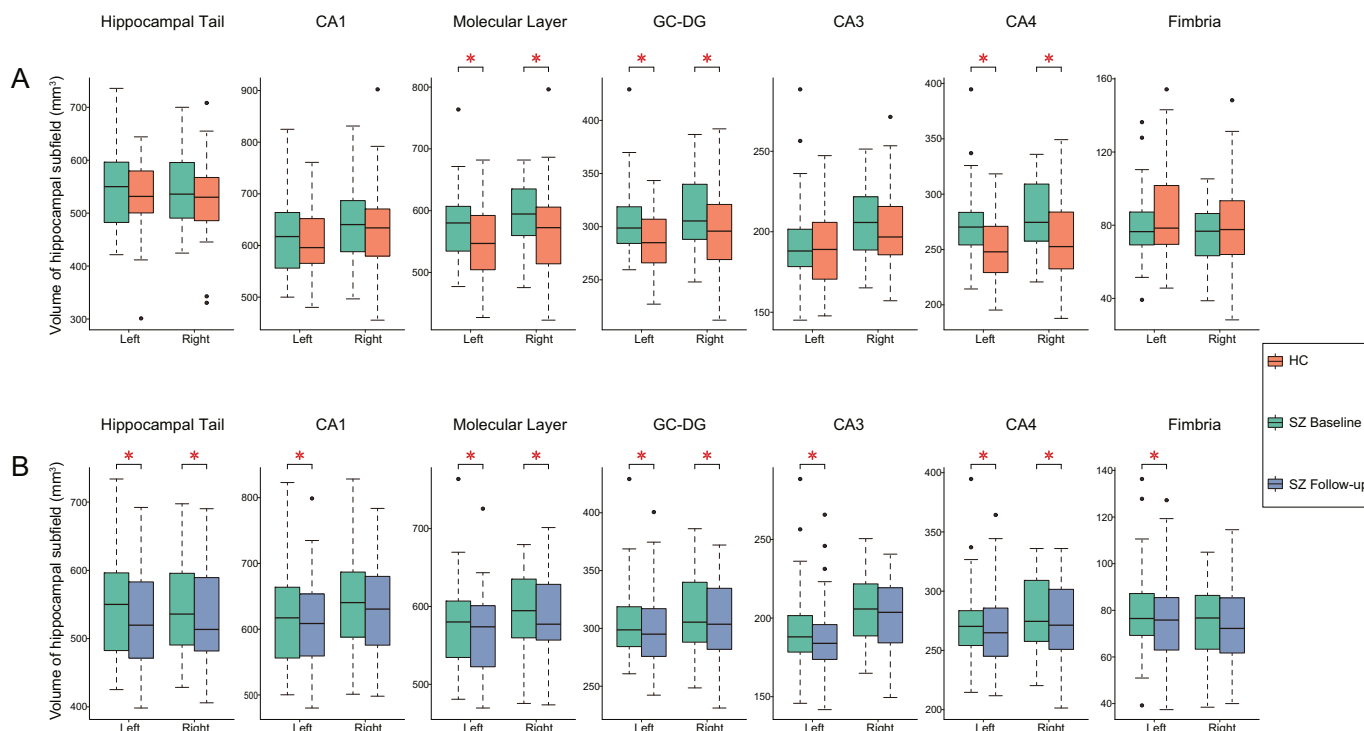 Hippocampal Tail CA1 Molecular Layer GC-DG CA3 CA4 Fimbria
A
Volume of hippocampal subfield (mm³)
* * * * * *
700 600 500 400 300
900 800 700 600 500
800 700 600 500
400 350 300 250
250 200 150
400 350 300 250 200
160 120 80 40
Left Right Left Right Left Right Left Right Left Right Left Right Left Right
HC
SZ Baseline
SZ Follow-up
Hippocampal Tail CA1 Molecular Layer GC-DG CA3 CA4 Fimbria
B
Volume of hippocampal subfield (mm³)
* * * * * * * * * * *
700 600 500 400
800 700 600 500
700 600 500
400 350 300 250
250 200 150
400 350 300 250 200
140 120 100 80 60 40
Left Right Left Right Left Right Left Right Left Right Left Right Left Right